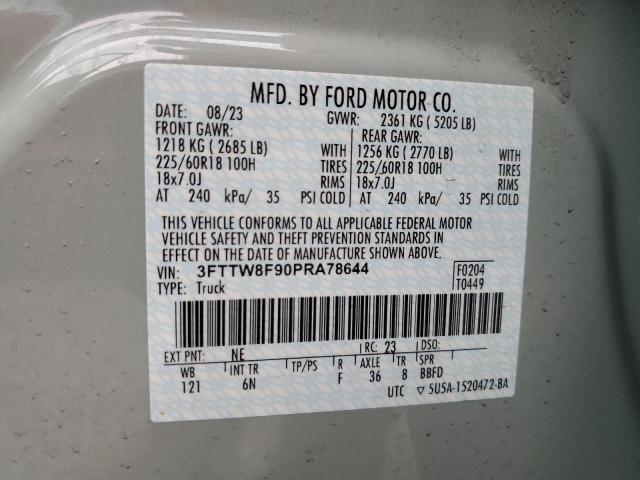 MFD. BY FORD MOTOR CO.
DATE: 08/23 GVWR: 2361 KG ( 5205 LB)
FRONT GAWR: REAR GAWR:
1218 KG ( 2685 LB) WITH 1256 KG ( 2770 LB) WITH
225/60R18 100H TIRES 225/60R18 100H TIRES
18x7.0J RIMS 18x7.0J RIMS
AT 240 kPa/ 35 PSI COLD AT 240 kPa/ 35 PSI COLD
THIS VEHICLE CONFORMS TO ALL APPLICABLE FEDERAL MOTOR
VEHICLE SAFETY AND THEFT PREVENTION STANDARDS IN
EFFECT ON THE DATE OF MANUFACTURE SHOWN ABOVE.
VIN: 3FTTW8F90PRA78644 F0204
TYPE: Truck T0449
EXT PNT: NE RC: 23 DSO:
WB INT TR TP/PS R AXLE TR SPR
121 6N F 36 8 BBFD
UTC ▽ 5U5A-1520472-BA